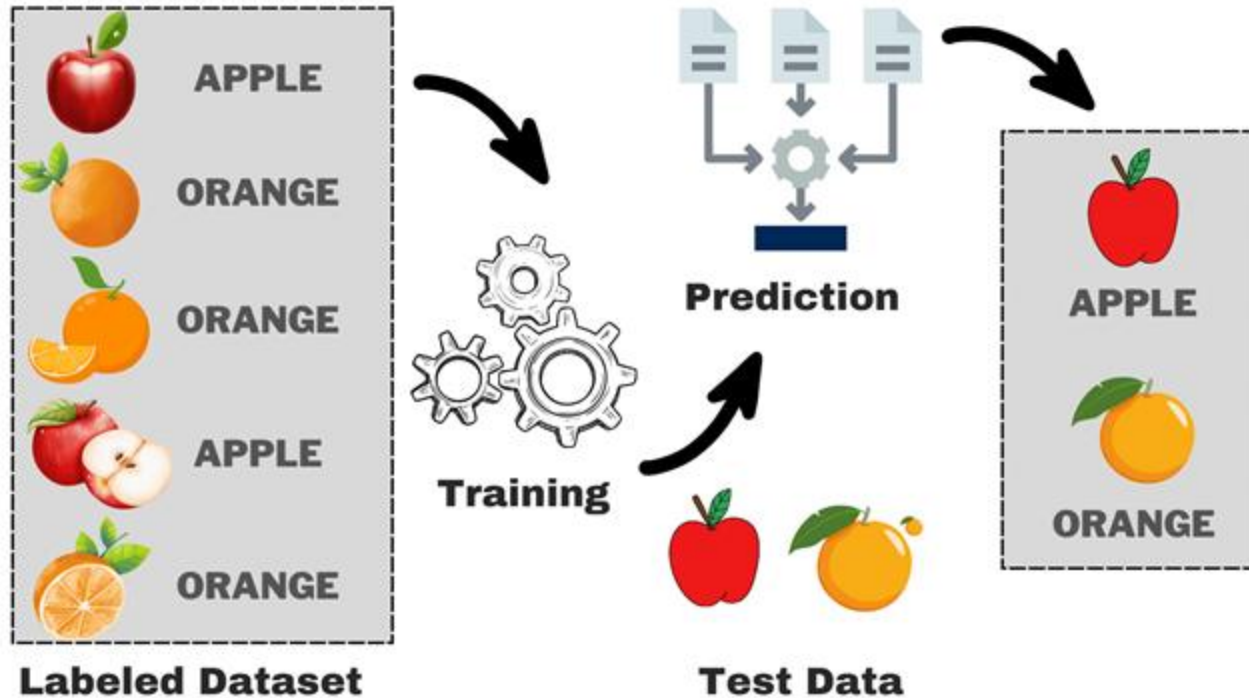 APPLE
ORANGE
ORANGE
APPLE
ORANGE
Labeled Dataset
Training
Prediction
Test Data
APPLE
ORANGE